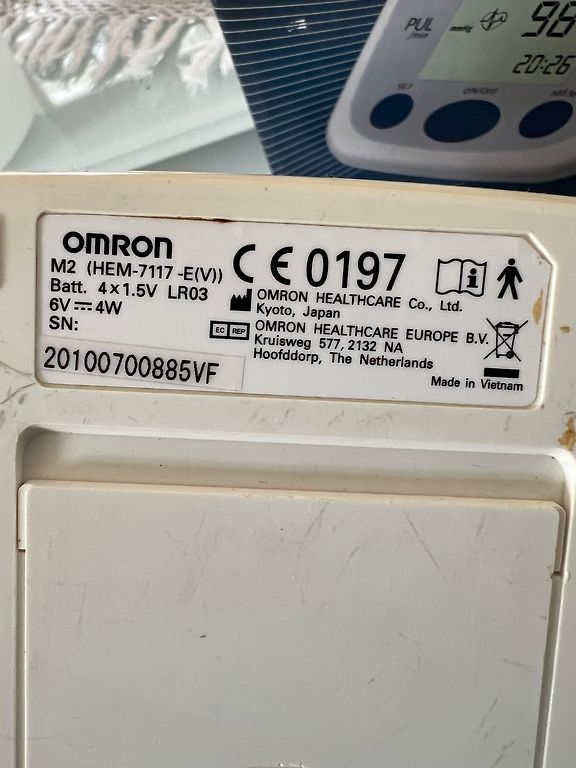 PUL
/min
mmHg
98
20:26
SET
ON/OFF
MEM
OMRON
M2 (HEM-7117-E(V))
Batt. 4×1.5V LR03
6V⎓4W
SN:
20100700885VF
CE 0197
OMRON HEALTHCARE Co., Ltd.
Kyoto, Japan
EC REP
OMRON HEALTHCARE EUROPE B.V.
Kruisweg 577, 2132 NA
Hoofddorp, The Netherlands
Made in Vietnam